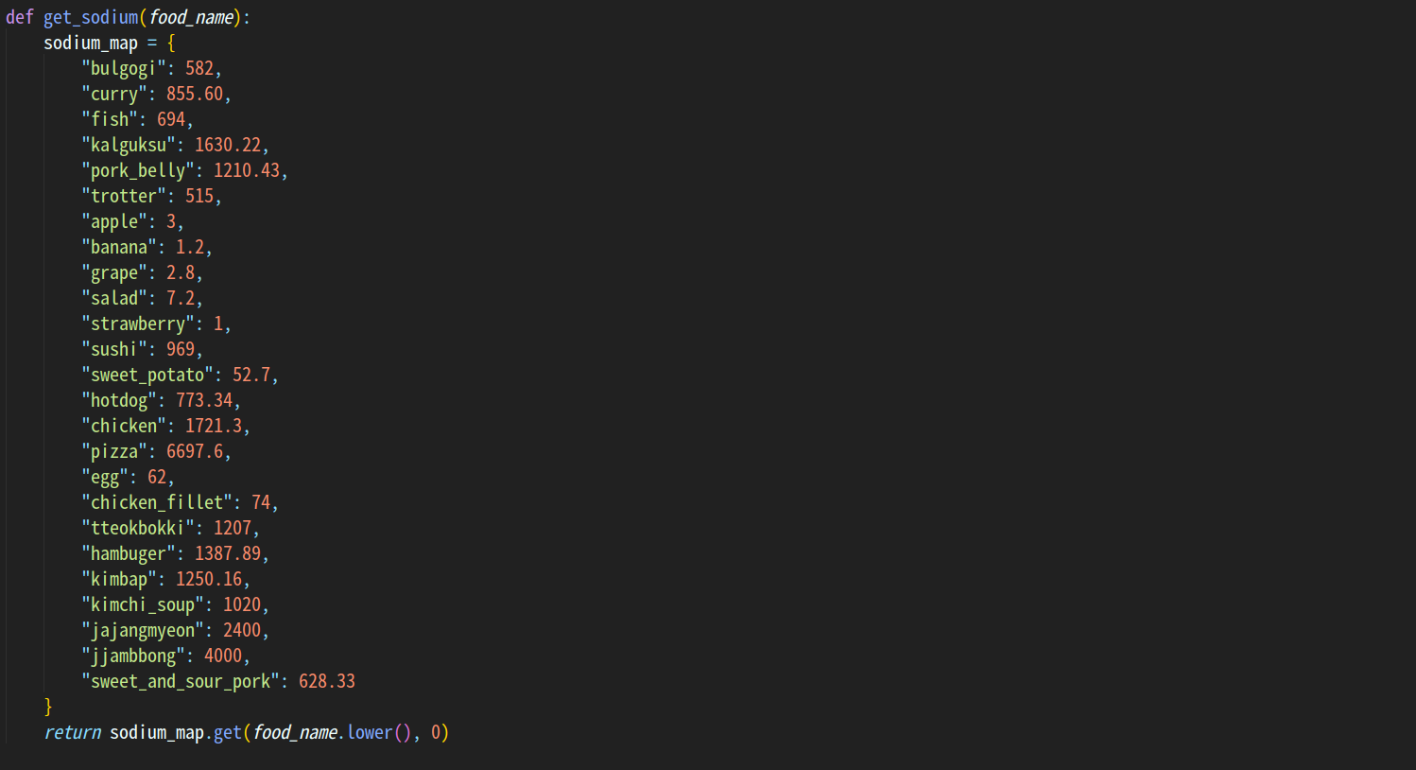 def get_sodium(food_name):
    sodium_map = {
        "bulgogi": 582,
        "curry": 855.60,
        "fish": 694,
        "kalguksu": 1630.22,
        "pork_belly": 1210.43,
        "trotter": 515,
        "apple": 3,
        "banana": 1.2,
        "grape": 2.8,
        "salad": 7.2,
        "strawberry": 1,
        "sushi": 969,
        "sweet_potato": 52.7,
        "hotdog": 773.34,
        "chicken": 1721.3,
        "pizza": 6697.6,
        "egg": 62,
        "chicken_fillet": 74,
        "tteokbokki": 1207,
        "hambuger": 1387.89,
        "kimbap": 1250.16,
        "kimchi_soup": 1020,
        "jajangmyeon": 2400,
        "jjambbong": 4000,
        "sweet_and_sour_pork": 628.33
    }
    return sodium_map.get(food_name.lower(), 0)